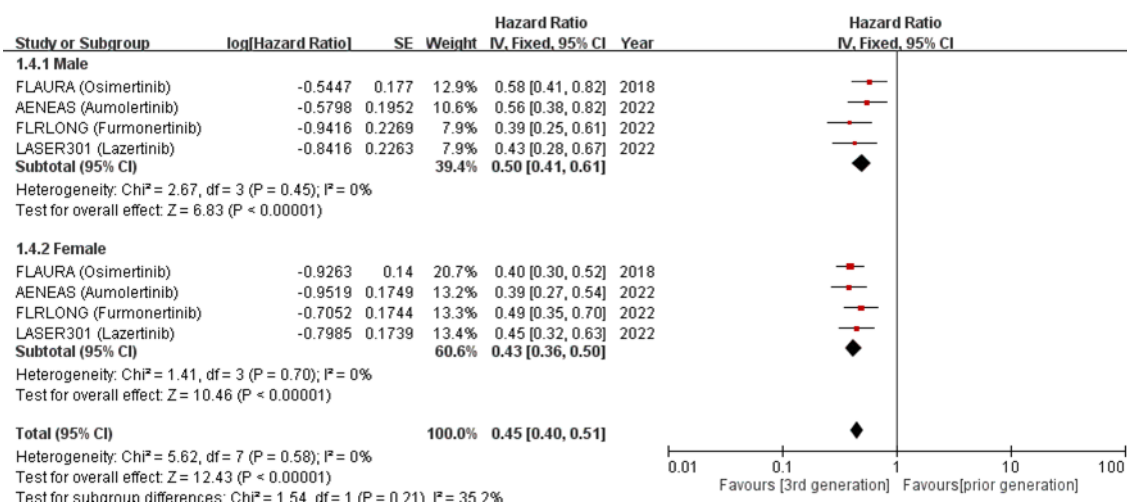 Hazard Ratio Hazard Ratio
Study or Subgroup log[Hazard Ratio] SE Weight IV, Fixed, 95% CI Year IV, Fixed, 95% CI
1.4.1 Male
FLAURA (Osimertinib) -0.5447 0.177 12.9% 0.58 [0.41, 0.82] 2018
AENEAS (Aumolertinib) -0.5798 0.1952 10.6% 0.56 [0.38, 0.82] 2022
FLRLONG (Furmonertinib) -0.9416 0.2269 7.9% 0.39 [0.25, 0.61] 2022
LASER301 (Lazertinib) -0.8416 0.2263 7.9% 0.43 [0.28, 0.67] 2022
Subtotal (95% CI) 39.4% 0.50 [0.41, 0.61]
Heterogeneity: Chi² = 2.67, df = 3 (P = 0.45); I² = 0%
Test for overall effect: Z = 6.83 (P < 0.00001)
1.4.2 Female
FLAURA (Osimertinib) -0.9263 0.14 20.7% 0.40 [0.30, 0.52] 2018
AENEAS (Aumolertinib) -0.9519 0.1749 13.2% 0.39 [0.27, 0.54] 2022
FLRLONG (Furmonertinib) -0.7052 0.1744 13.3% 0.49 [0.35, 0.70] 2022
LASER301 (Lazertinib) -0.7985 0.1739 13.4% 0.45 [0.32, 0.63] 2022
Subtotal (95% CI) 60.6% 0.43 [0.36, 0.50]
Heterogeneity: Chi² = 1.41, df = 3 (P = 0.70); I² = 0%
Test for overall effect: Z = 10.46 (P < 0.00001)
Total (95% CI) 100.0% 0.45 [0.40, 0.51]
Heterogeneity: Chi² = 5.62, df = 7 (P = 0.58); I² = 0%
Test for overall effect: Z = 12.43 (P < 0.00001)
Test for subgroup differences: Chi² = 1.54, df = 1 (P = 0.21), I² = 35.2%
0.01 0.1 1 10 100
Favours [3rd generation] Favours[prior generation]